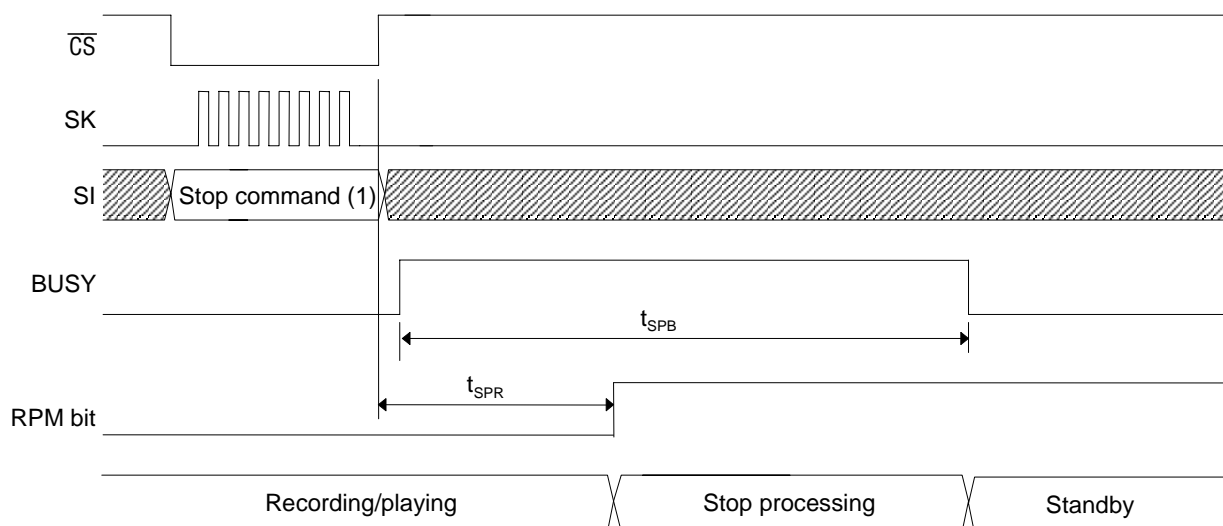 CS
SK
SI
Stop command (1)
BUSY
tSPB
tSPR
RPM bit
Recording/playing
Stop processing
Standby